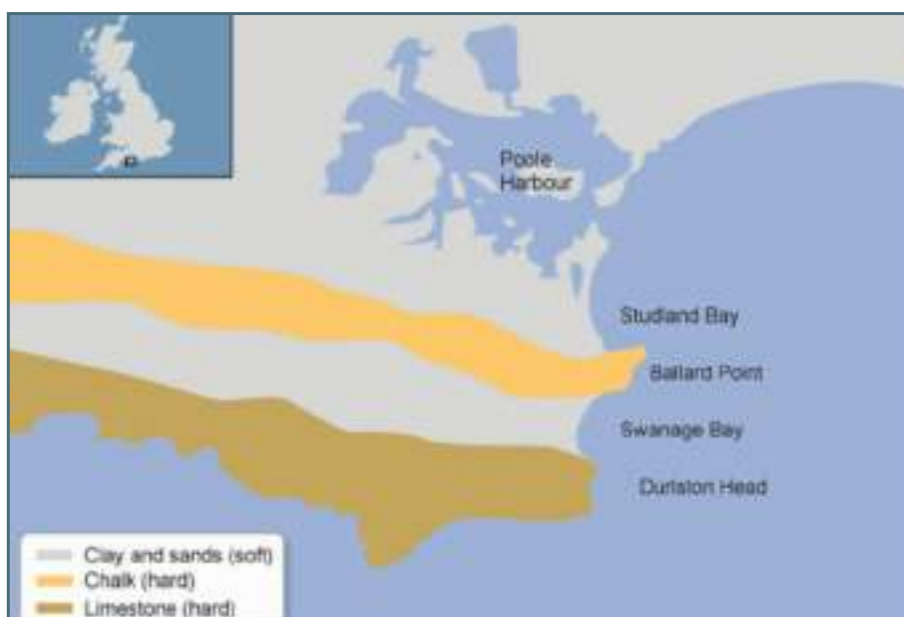 Poole
Harbour
Studland Bay
Ballard Point
Swanage Bay
Durlston Head
Clay and sands (soft)
Chalk (hard)
Limestone (hard)